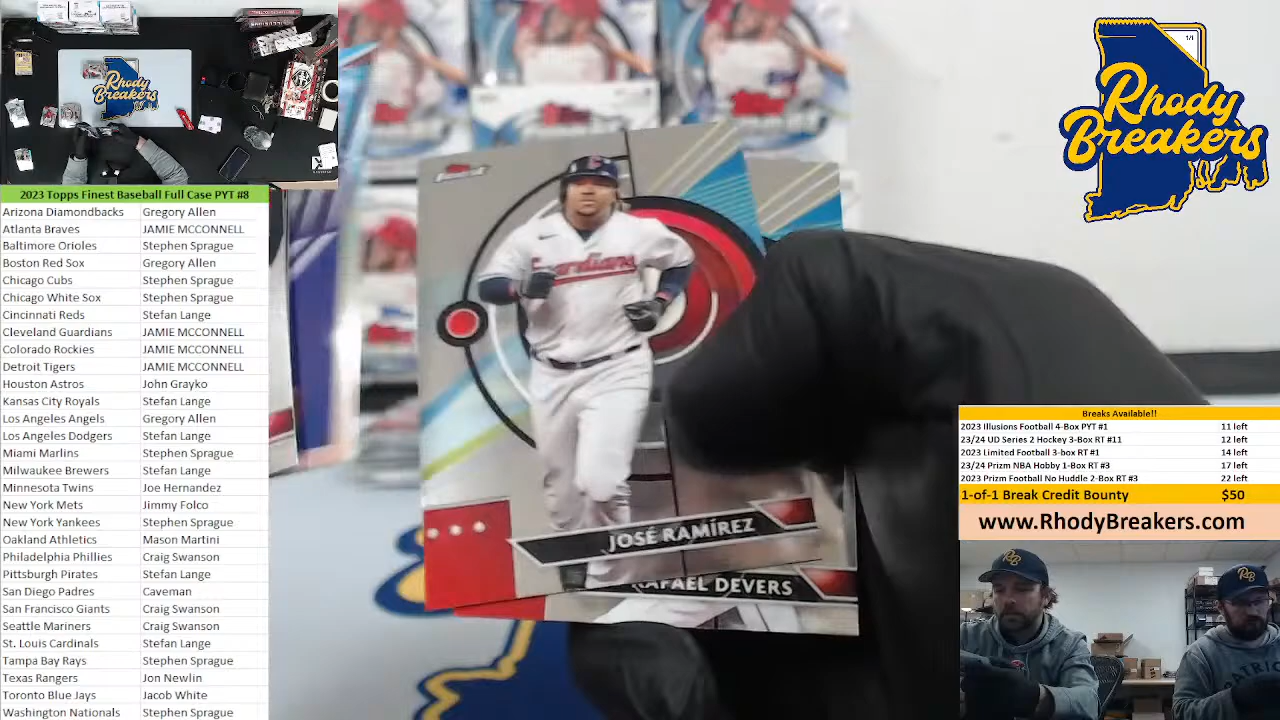 Rhody
Breakers
2023 Topps Finest Baseball Full Case PYT #8
Arizona Diamondbacks Gregory Allen
Atlanta Braves JAMIE MCCONNELL
Baltimore Orioles Stephen Sprague
Boston Red Sox Gregory Allen
Chicago Cubs Stephen Sprague
Chicago White Sox Stephen Sprague
Cincinnati Reds Stefan Lange
Cleveland Guardians JAMIE MCCONNELL
Colorado Rockies JAMIE MCCONNELL
Detroit Tigers JAMIE MCCONNELL
Houston Astros John Grayko
Kansas City Royals Stefan Lange
Los Angeles Angels Gregory Allen
Los Angeles Dodgers Stefan Lange
Miami Marlins Stephen Sprague
Milwaukee Brewers Stefan Lange
Minnesota Twins Joe Hernandez
New York Mets Jimmy Folco
New York Yankees Stephen Sprague
Oakland Athletics Mason Martini
Philadelphia Phillies Craig Swanson
Pittsburgh Pirates Stefan Lange
San Diego Padres Caveman
San Francisco Giants Craig Swanson
Seattle Mariners Craig Swanson
St. Louis Cardinals Stefan Lange
Tampa Bay Rays Stephen Sprague
Texas Rangers Jon Newlin
Toronto Blue Jays Jacob White
Washington Nationals Stephen Sprague
Guardians
JOSÉ RAMÍREZ
RAFAEL DEVERS
1/1
Rhody
Breakers
Breaks Available!!
2023 Illusions Football 4-Box PYT #1 11 left
23/24 UD Series 2 Hockey 3-Box RT #11 12 left
2023 Limited Football 3-box RT #1 14 left
23/24 Prizm NBA Hobby 1-Box RT #3 17 left
2023 Prizm Football No Huddle 2-Box RT #3 22 left
1-of-1 Break Credit Bounty $50
www.RhodyBreakers.com
RB
RB